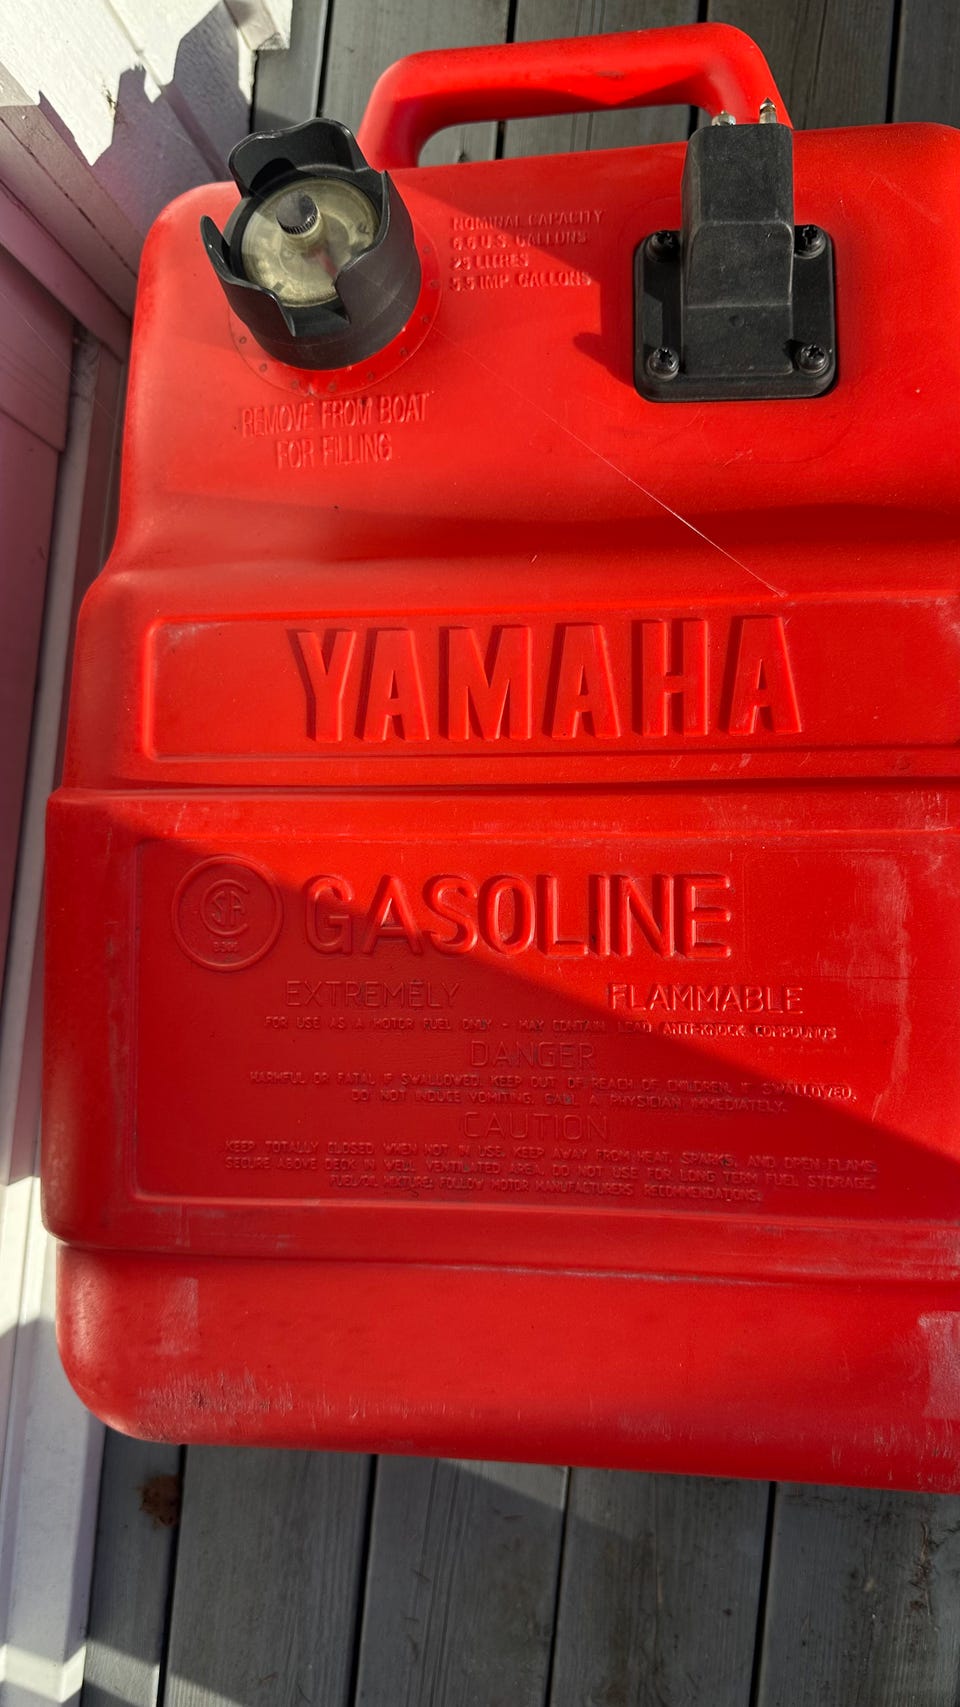 NOMINAL CAPACITY
6.6 U.S. GALLONS
25 LITRES
5.5 IMP. GALLONS
REMOVE FROM BOAT
FOR FILLING
YAMAHA
CSA
GASOLINE
EXTREMELY FLAMMABLE
FOR USE AS A MOTOR FUEL ONLY - MAY CONTAIN LEAD ANTI-KNOCK COMPOUNDS
DANGER
HARMFUL OR FATAL IF SWALLOWED. KEEP OUT OF REACH OF CHILDREN. IF SWALLOWED,
DO NOT INDUCE VOMITING. CALL A PHYSICIAN IMMEDIATELY.
CAUTION
KEEP TOTALLY CLOSED WHEN NOT IN USE. KEEP AWAY FROM HEAT, SPARKS, AND OPEN FLAME.
SECURE ABOVE DECK IN WELL VENTILATED AREA. DO NOT USE FOR LONG TERM FUEL STORAGE.
FUEL/OIL MIXTURE: FOLLOW MOTOR MANUFACTURER'S RECOMMENDATIONS.